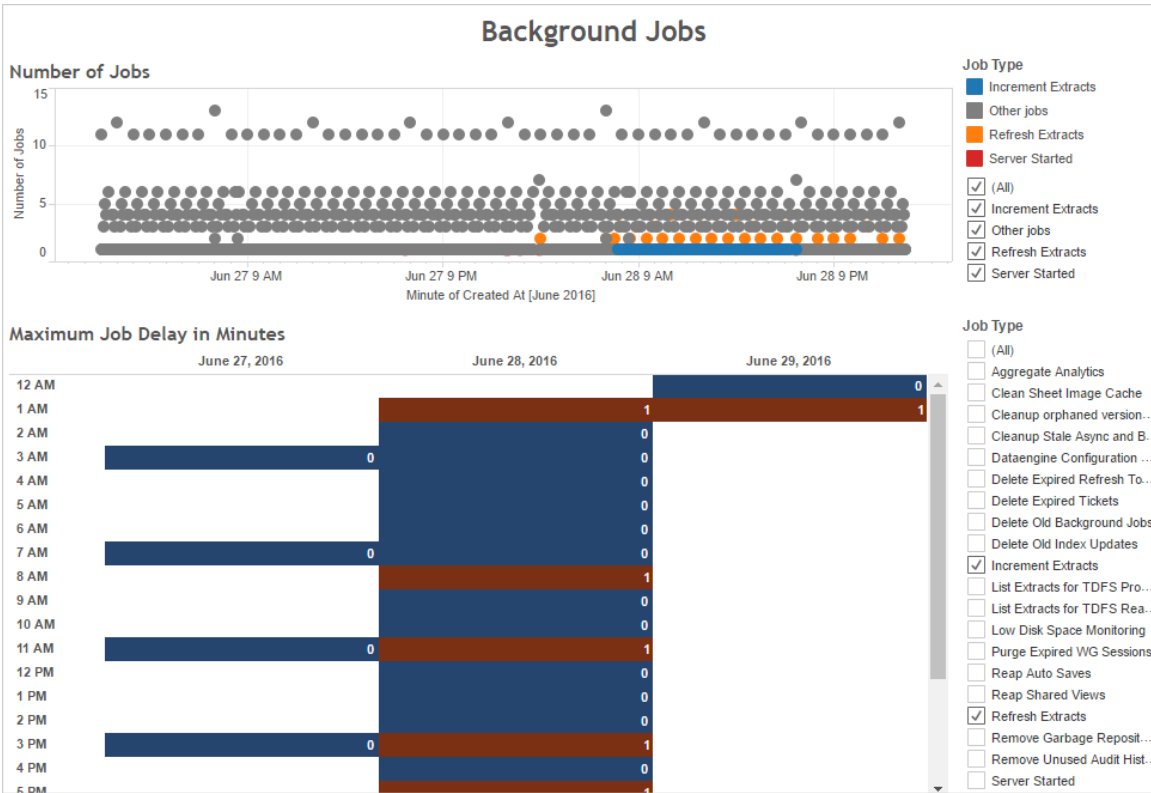 Background Jobs
Number of Jobs
15
10
5
0
Number of Jobs
Jun 27 9 AM
Jun 27 9 PM
Jun 28 9 AM
Jun 28 9 PM
Minute of Created At [June 2016]
Job Type
Increment Extracts
Other jobs
Refresh Extracts
Server Started
(All)
Increment Extracts
Other jobs
Refresh Extracts
Server Started
Maximum Job Delay in Minutes
June 27, 2016 June 28, 2016 June 29, 2016
12 AM 0
1 AM 1 1
2 AM 0
3 AM 0 0
4 AM 0
5 AM 0
6 AM 0
7 AM 0 0
8 AM 1
9 AM 0
10 AM 0
11 AM 0 1
12 PM 0
1 PM 0
2 PM 0
3 PM 0 1
4 PM 0
5 PM 1
Job Type
(All)
Aggregate Analytics
Clean Sheet Image Cache
Cleanup orphaned version...
Cleanup Stale Async and B...
Dataengine Configuration ...
Delete Expired Refresh To...
Delete Expired Tickets
Delete Old Background Jobs
Delete Old Index Updates
Increment Extracts
List Extracts for TDFS Pro...
List Extracts for TDFS Rea...
Low Disk Space Monitoring
Purge Expired WG Sessions
Reap Auto Saves
Reap Shared Views
Refresh Extracts
Remove Garbage Reposit...
Remove Unused Audit Hist...
Server Started